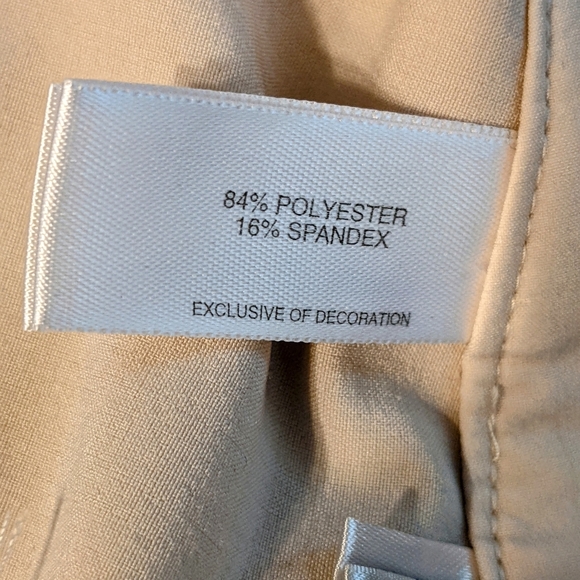 84% POLYESTER
16% SPANDEX
EXCLUSIVE OF DECORATION